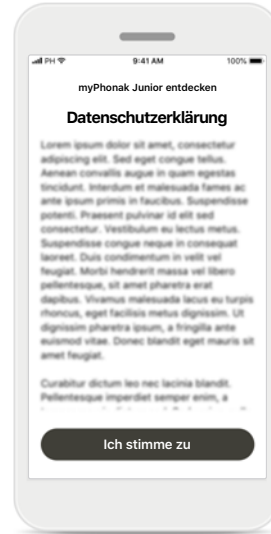 PH
9:41 AM
100%
myPhonak Junior entdecken
Datenschutzerklärung
Lorem ipsum dolor sit amet, consectetur
adipiscing elit. Sed eget congue tellus.
Aenean convallis augue in quam egestas
tincidunt. Interdum et malesuada fames ac
ante ipsum primis in faucibus. Suspendisse
potenti. Praesent pulvinar id elit sed
consectetur. Vestibulum eu lectus metus.
Suspendisse congue neque in consequat
laoreet. Duis condimentum in velit vel
feugiat. Morbi hendrerit massa vel libero
pellentesque, sit amet pharetra erat
dapibus. Vivamus malesuada lacus eu turpis
rhoncus, eget facilisis metus dignissim. Ut
dignissim pharetra ipsum, a fringilla ante
euismod vitae. Donec blandit eget mauris sit
amet feugiat.
Curabitur dictum leo nec lacinia blandit.
Pellentesque imperdiet semper enim, a
Ich stimme zu